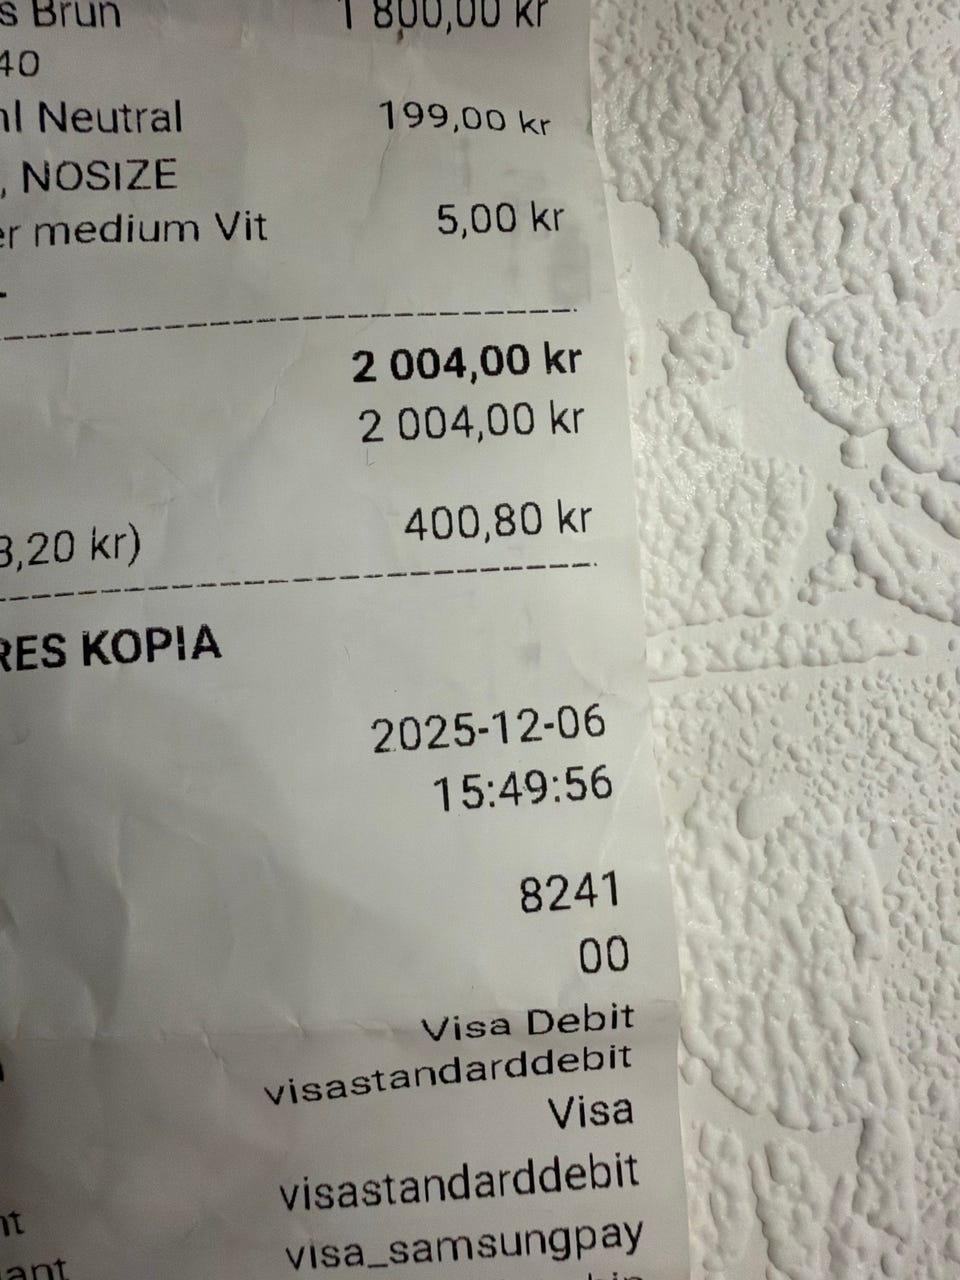 s Brun 1 800,00 kr
40
nl Neutral 199,00 kr
, NOSIZE
er medium Vit 5,00 kr
2 004,00 kr
2 004,00 kr
3,20 kr) 400,80 kr
RES KOPIA
2025-12-06
15:49:56
8241
00
Visa Debit
visastandarddebit
Visa
visastandarddebit
nt
visa_samsungpay
ant